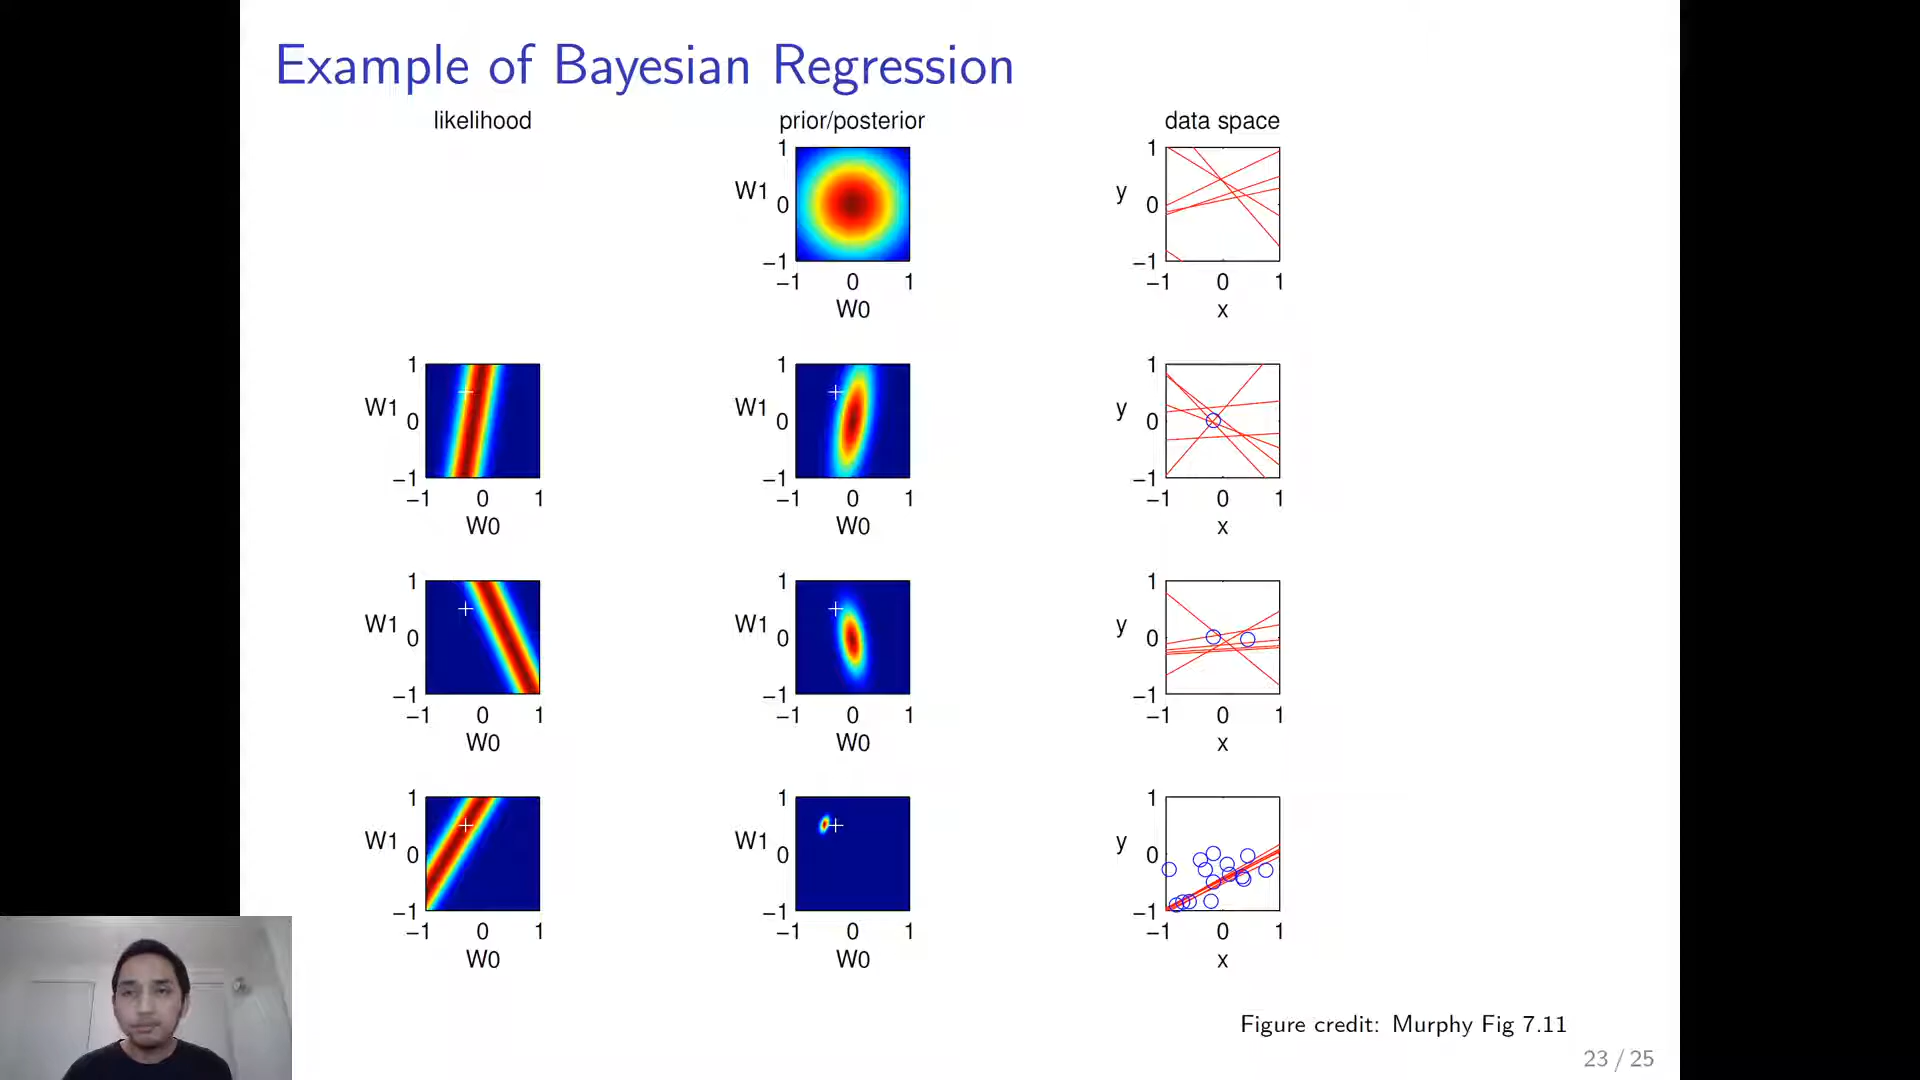 Example of Bayesian Regression
likelihood prior/posterior data space
1 1
W1 0 y 0
−1 −1
−1 0 1 −1 0 1
W0 x
1 1 1
W1 0 W1 0 y 0
−1 −1 −1
−1 0 1 −1 0 1 −1 0 1
W0 W0 x
1 1 1
W1 0 W1 0 y 0
−1 −1 −1
−1 0 1 −1 0 1 −1 0 1
W0 W0 x
1 1 1
W1 0 W1 0 y 0
−1 −1 −1
−1 0 1 −1 0 1 −1 0 1
W0 W0 x
Figure credit: Murphy Fig 7.11
23 / 25